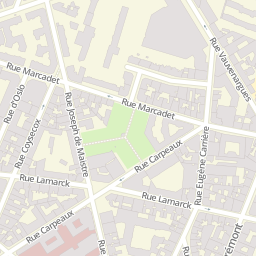 Rue Vauvenargues
Rue Marcadet
Rue d'Oslo
Rue Marcadet
Rue Joseph de Maistre
Rue Coysevox
Rue Carpeaux
Rue Eugène Carrière
Rue Lamarck
Rue Lamarck
Rue Carpeaux